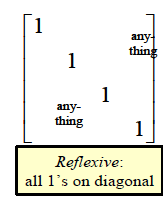 1
any-
thing
1
1
any-
thing
1
Reflexive:
all 1's on diagonal